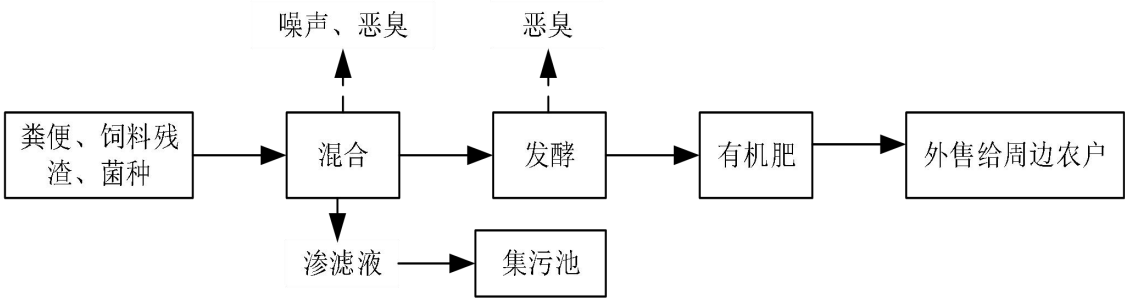 噪声、恶臭
恶臭
粪便、饲料残
渣、菌种
混合
发酵
有机肥
外售给周边农户
渗滤液
集污池